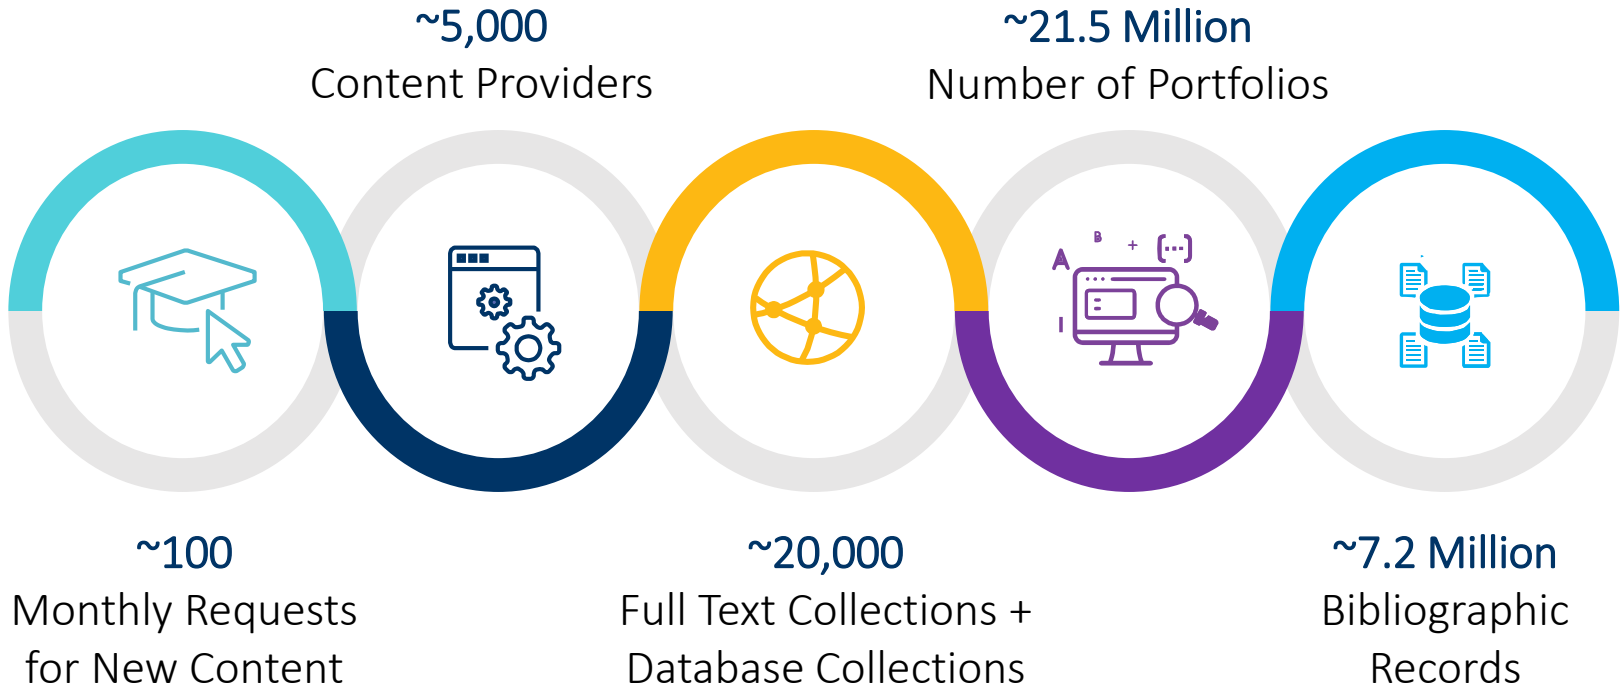 ~5,000
Content Providers
~21.5 Million
Number of Portfolios
A
B
+
[...]
I
~100
Monthly Requests
for New Content
~20,000
Full Text Collections +
Database Collections
~7.2 Million
Bibliographic
Records